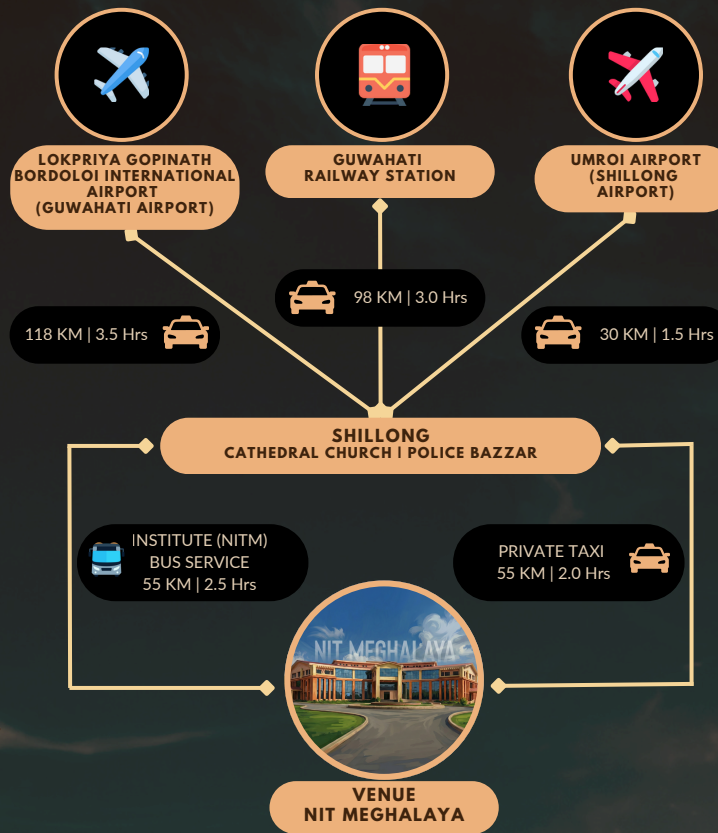 LOKPRIYA GOPINATH
BORDOLOI INTERNATIONAL
AIRPORT
(GUWAHATI AIRPORT)
GUWAHATI
RAILWAY STATION
UMROI AIRPORT
(SHILLONG
AIRPORT)
118 KM | 3.5 Hrs
98 KM | 3.0 Hrs
30 KM | 1.5 Hrs
SHILLONG
CATHEDRAL CHURCH | POLICE BAZZAR
INSTITUTE (NITM)
BUS SERVICE
55 KM | 2.5 Hrs
PRIVATE TAXI
55 KM | 2.0 Hrs
NIT MEGHALAYA
VENUE
NIT MEGHALAYA